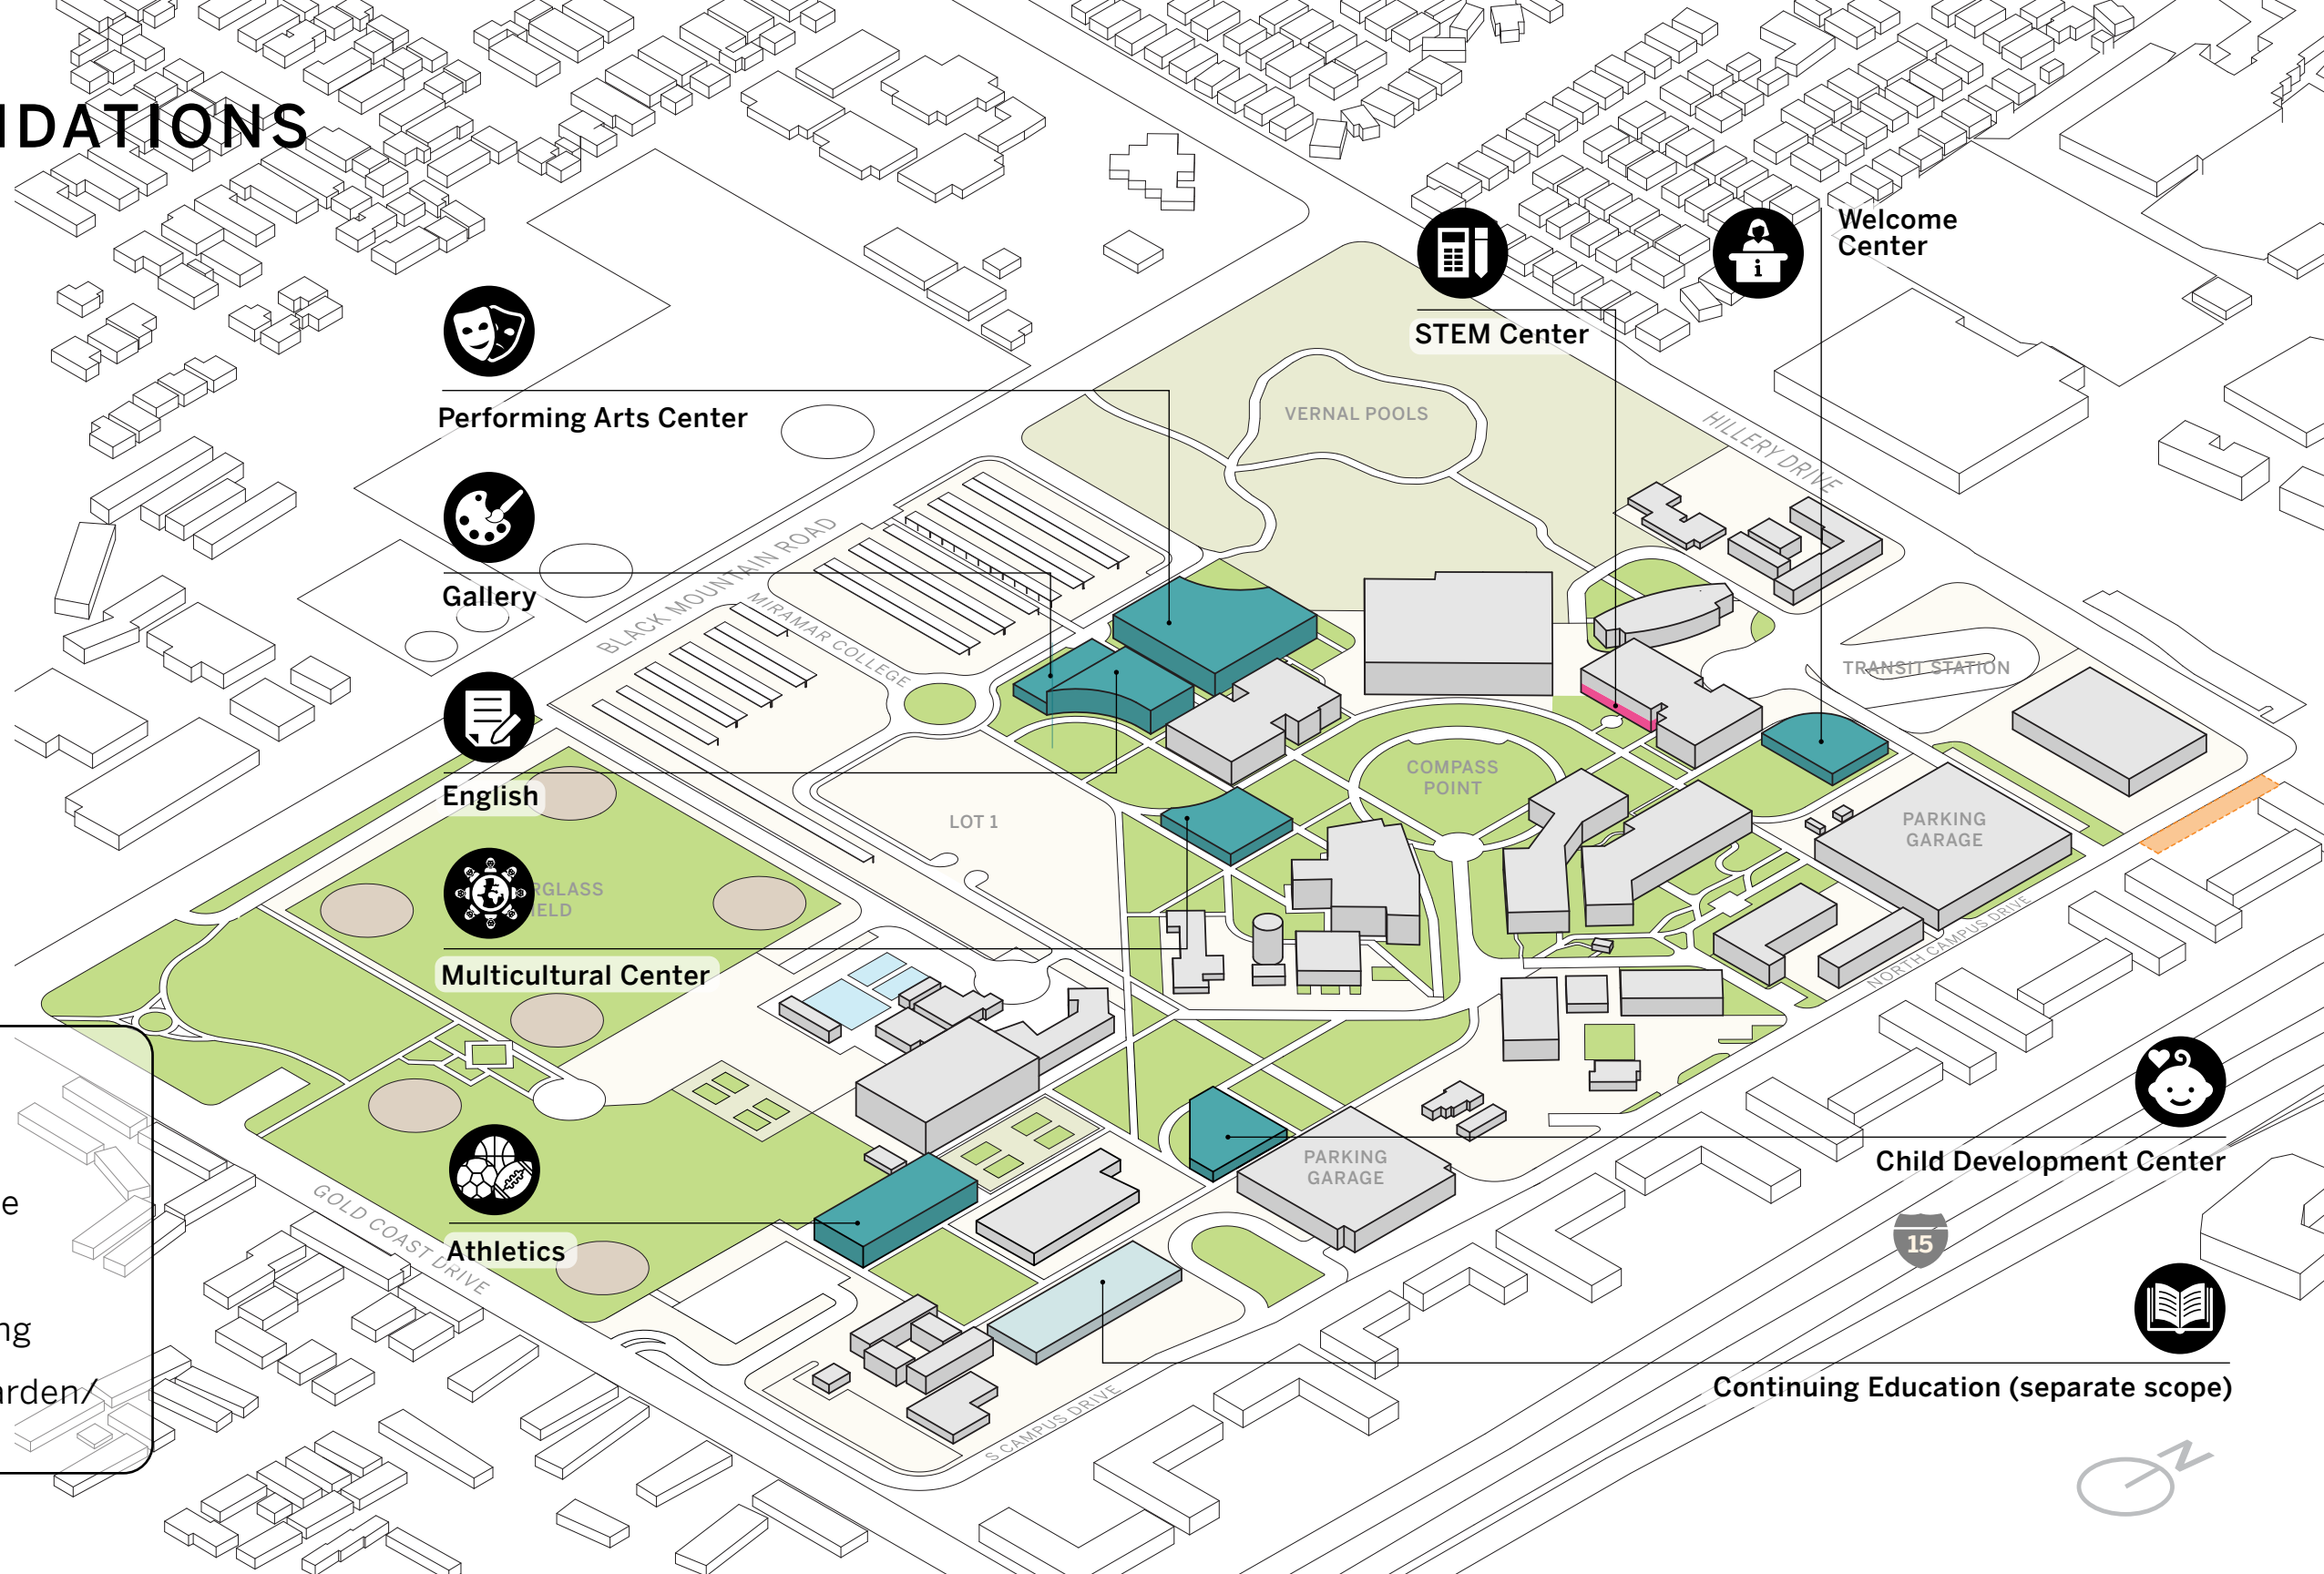 NDATIONS
Welcome
Center
STEM Center
Performing Arts Center
VERNAL POOLS
HILLERY DRIVE
BLACK MOUNTAIN ROAD
Gallery
MIRAMAR COLLEGE
TRANSIT STATION
English
COMPASS
POINT
LOT 1
PARKING
GARAGE
RGLASS
IELD
Multicultural Center
NORTH CAMPUS DRIVE
PARKING
GARAGE
Child Development Center
e
GOLD COAST DRIVE
Athletics
15
ng
arden/
Continuing Education (separate scope)
S CAMPUS DRIVE
N